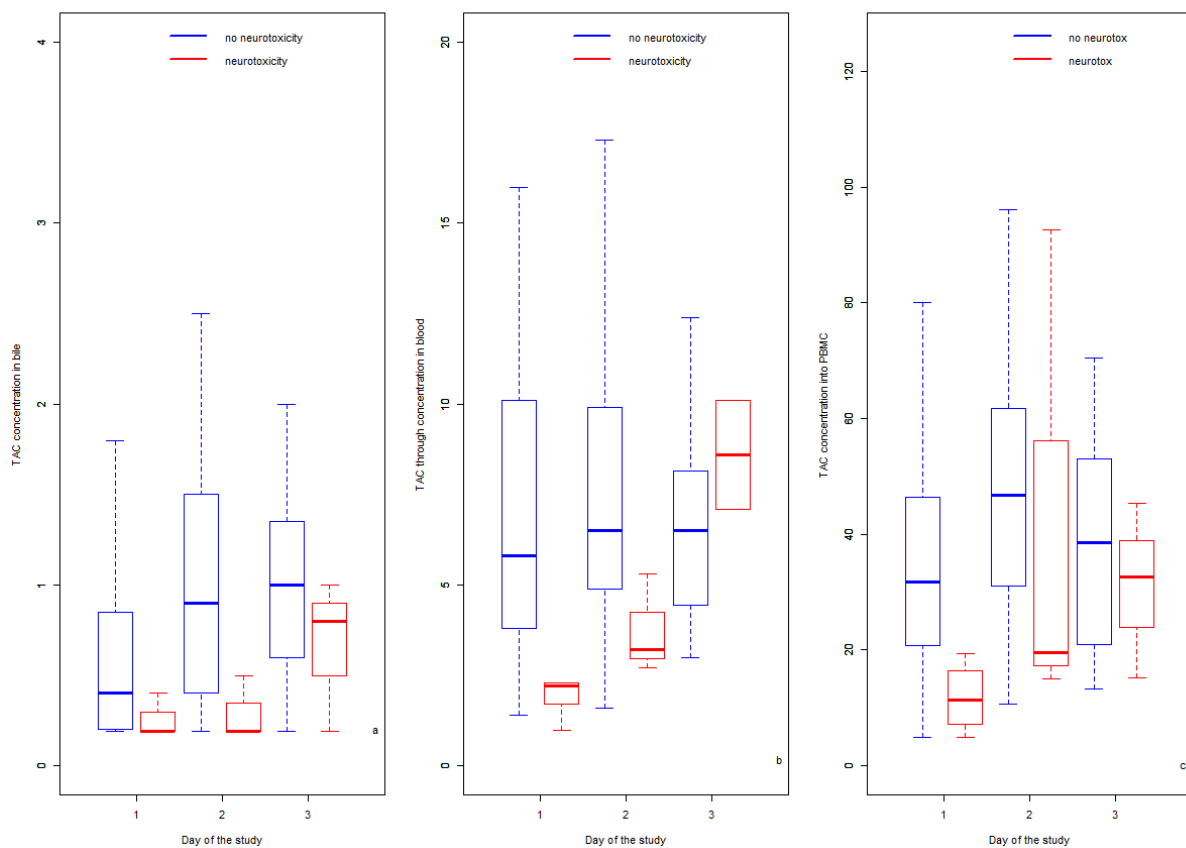 no neurotoxicity
neurotoxicity
TAC concentration in bile
4
3
2
1
0
a
1 2 3
Day of the study
no neurotoxicity
neurotoxicity
TAC through concentration in blood
20
15
10
5
0
b
1 2 3
Day of the study
no neurotox
neurotox
TAC concentration into PBMC
120
100
80
60
40
20
0
c
1 2 3
Day of the study